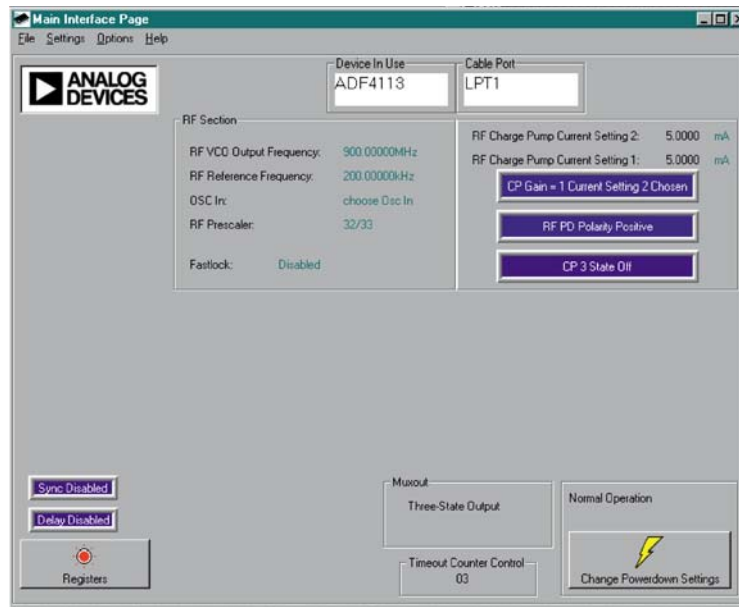 Main Interface Page
File Settings Options Help
ANALOG
DEVICES
Device In Use
ADF4113
Cable Port
LPT1
RF Section
RF VCO Output Frequency: 900.00000MHz
RF Reference Frequency: 200.00000kHz
OSC In: choose Osc In
RF Prescaler: 32/33
Fastlock: Disabled
RF Charge Pump Current Setting 2: 5.0000 mA
RF Charge Pump Current Setting 1: 5.0000 mA
CP Gain = 1 Current Setting 2 Chosen
RF PD Polarity Positive
CP 3 State Off
Sync Disabled
Delay Disabled
Registers
Muxout
Three-State Output
Timeout Counter Control
03
Normal Operation
Change Powerdown Settings